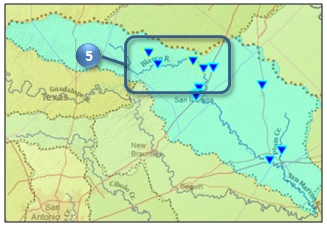 5
Blanco R.
Guadalupe
Texas
San Marcos
Plum Cr.
New
Braunfels
Cibolo Cr.
Seguin
San Marcos
San
Antonio